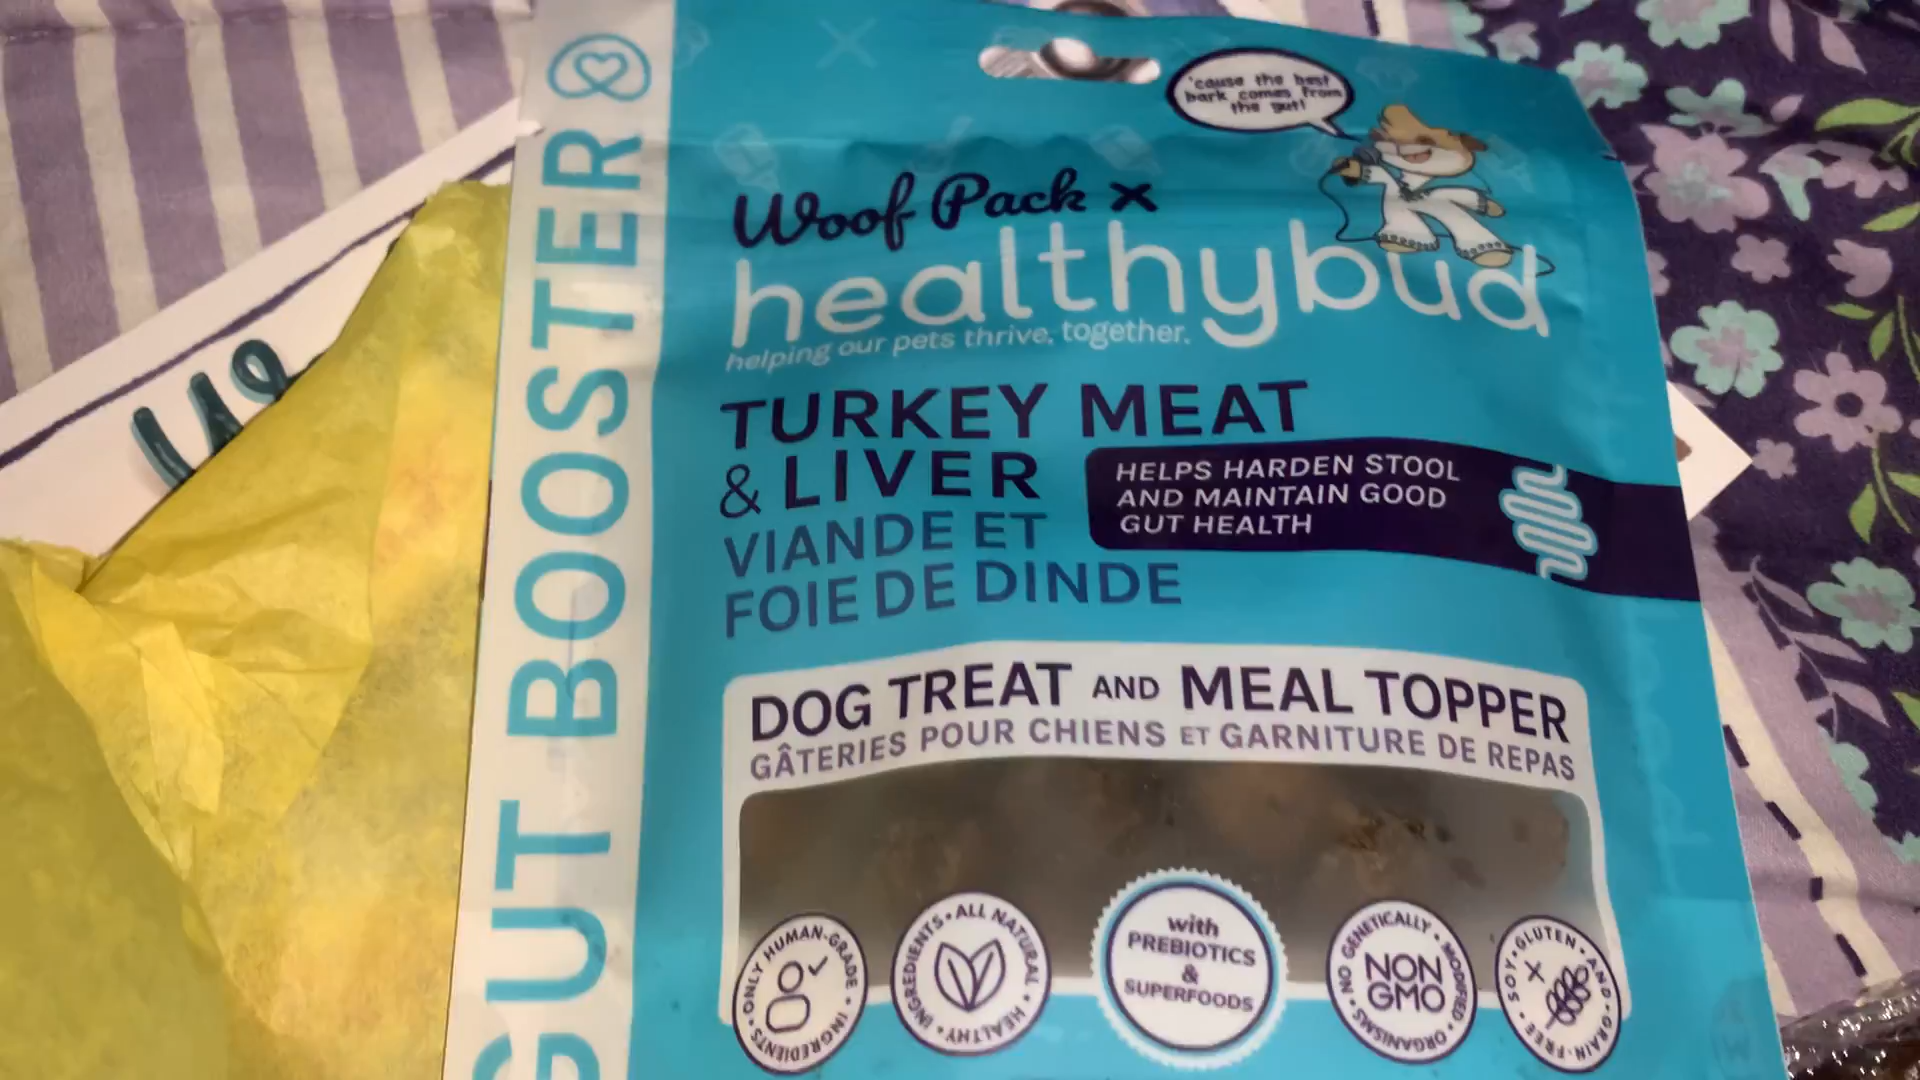 GUT BOOSTER
'cause the best
bark comes from
the gut!
Woof Pack x
healthybud
helping our pets thrive, together.
TURKEY MEAT
& LIVER
VIANDE ET
FOIE DE DINDE
HELPS HARDEN STOOL
AND MAINTAIN GOOD
GUT HEALTH
DOG TREAT AND MEAL TOPPER
GÂTERIES POUR CHIENS ET GARNITURE DE REPAS
ONLY HUMAN-GRADE • INGREDIENTS •
ALL NATURAL • HEALTHY • INGREDIENTS •
with
PREBIOTICS
&
SUPERFOODS
NO GENETICALLY • MODIFIED • ORGANISMS •
NON
GMO
SOY • GLUTEN • AND • GRAIN-FREE •